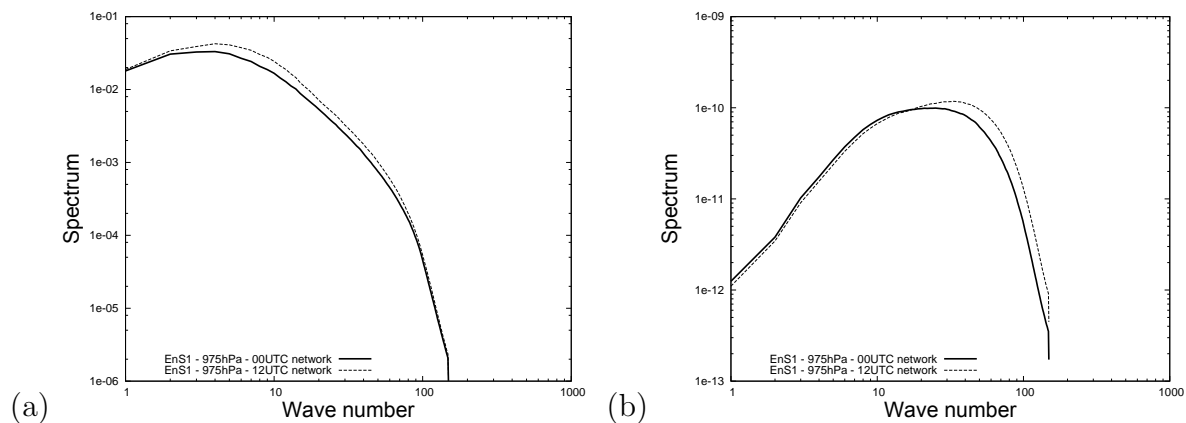 1e-01
1e-02
1e-03
1e-04
1e-05
1e-06
Spectrum
EnS1 - 975hPa - 00UTC network
EnS1 - 975hPa - 12UTC network
1 10 100 1000
Wave number
(a)
1e-09
1e-10
1e-11
1e-12
1e-13
Spectrum
EnS1 - 975hPa - 00UTC network
EnS1 - 975hPa - 12UTC network
1 10 100 1000
Wave number
(b)